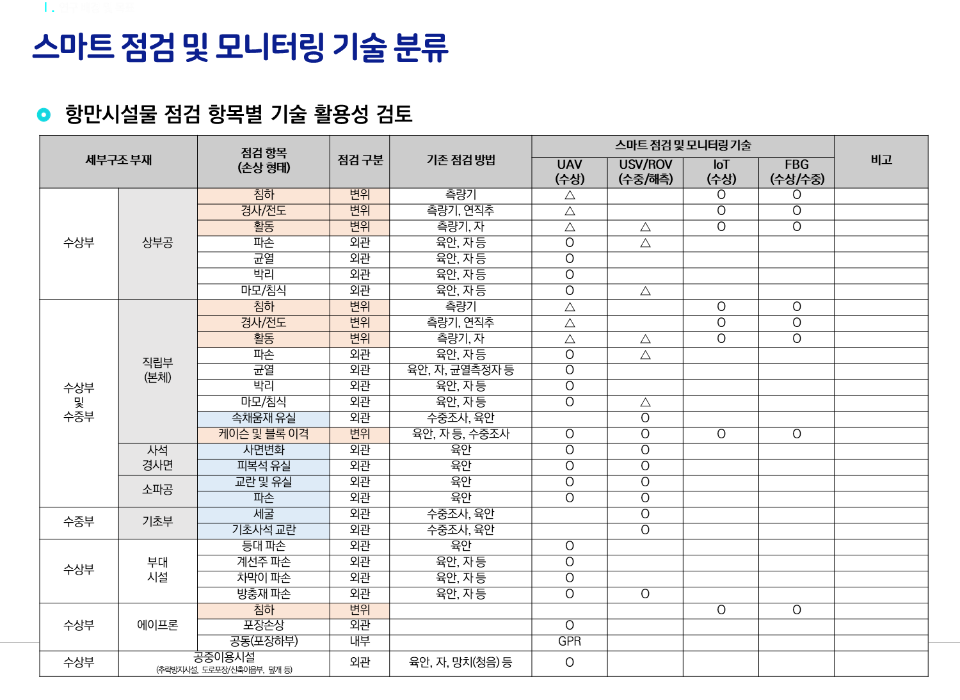 I.
스마트 점검 및 모니터링 기술 분류
항만시설물 점검 항목별 기술 활용성 검토
세부구조 부재 점검 항목 (손상 형태) 점검 구분 기존 점검 방법 스마트 점검 및 모니터링 기술 비고
UAV (수상) USV/ROV (수중/해측) IoT (수상) FBG (수상/수중)
수상부 상부공 침하 변위 측량기 △ O O
경사/전도 변위 측량기, 연직추 △ O O
활동 변위 측량기, 자 △ △ O O
파손 외관 육안, 자 등 O △
균열 외관 육안, 자 등 O
박리 외관 육안, 자 등 O
마모/침식 외관 육안, 자 등 O △
수상부 및 수중부 직립부 (본체) 침하 변위 측량기 △ O O
경사/전도 변위 측량기, 연직추 △ O O
활동 변위 측량기, 자 △ △ O O
파손 외관 육안, 자 등 O △
균열 외관 육안, 자, 균열측정자 등 O
박리 외관 육안, 자 등 O
마모/침식 외관 육안, 자 등 O △
속채움재 유실 외관 수중조사, 육안 O
케이슨 및 블록 이격 변위 육안, 자 등, 수중조사 O O O O
사석 경사면 사면변화 외관 육안 O O
피복석 유실 외관 육안 O O
소파공 교란 및 유실 외관 육안 O O
파손 외관 육안 O O
수중부 기초부 세굴 외관 수중조사, 육안 O
기초사석 교란 외관 수중조사, 육안 O
수상부 부대 시설 등대 파손 외관 육안 O
계선주 파손 외관 육안, 자 등 O
차막이 파손 외관 육안, 자 등 O
방충재 파손 외관 육안, 자 등 O O
수상부 에이프론 침하 변위 O O
포장손상 외관 O
공동(포장하부) 내부 GPR
수상부 공중이용시설 외관 육안, 자, 망치(청음) 등 O
(추락방지시설, 도로포장/신축이음부, 덮개 등)